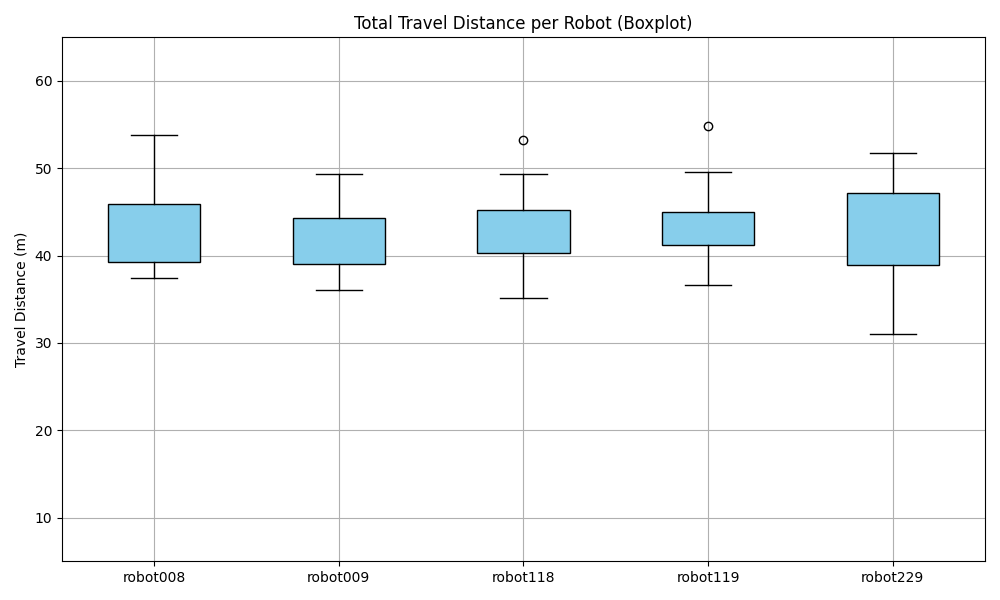 Total Travel Distance per Robot (Boxplot)
Travel Distance (m)
60
50
40
30
20
10
robot008
robot009
robot118
robot119
robot229